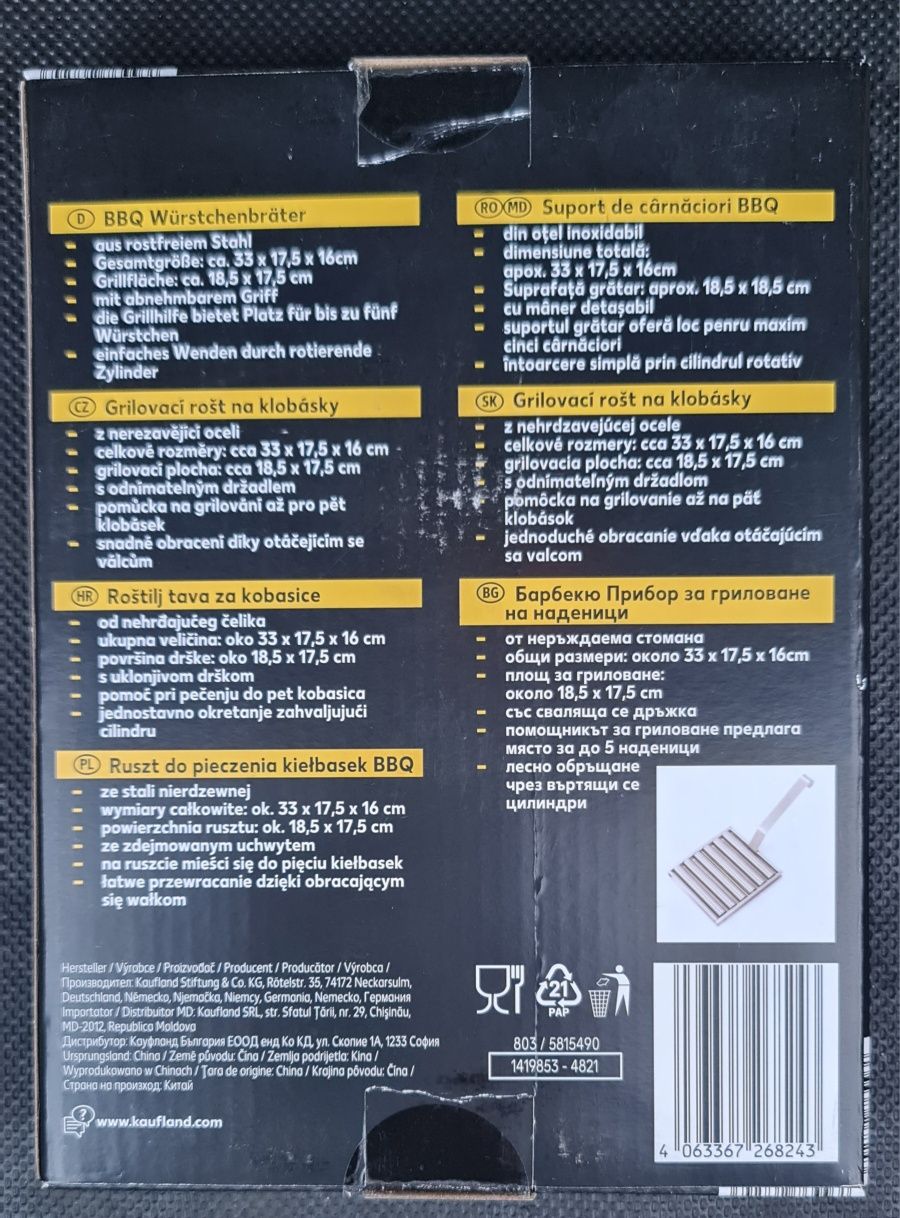 D BBQ Würstchenbräter
- aus rostfreiem Stahl
- Gesamtgröße: ca. 33 x 17,5 x 16cm
- Grillfläche: ca. 18,5 x 17,5 cm
- mit abnehmbarem Griff
- die Grillhilfe bietet Platz für bis zu fünf
Würstchen
- einfaches Wenden durch rotierende
Zylinder
CZ Grilovací rošt na klobásky
- z nerezavějící oceli
- celkové rozměry: cca 33 x 17,5 x 16 cm
- grilovací plocha: cca 18,5 x 17,5 cm
- s odnímatelným držadlem
- pomůcka na grilování až pro pět
klobásek
- snadné obracení díky otáčejícím se
válcům
HR Roštilj tava za kobasice
- od nehrđajućeg čelika
- ukupna veličina: oko 33 x 17,5 x 16 cm
- površina drške: oko 18,5 x 17,5 cm
- s uklonjivom drškom
- pomoć pri pečenju do pet kobasica
- jednostavno okretanje zahvaljujući
cilindru
PL Ruszt do pieczenia kiełbasek BBQ
- ze stali nierdzewnej
- wymiary całkowite: ok. 33 x 17,5 x 16 cm
- powierzchnia rusztu: ok. 18,5 x 17,5 cm
- ze zdejmowanym uchwytem
- na ruszcie mieści się do pięciu kiełbasek
- łatwe przewracanie dzięki obracającym
się wałkom
RO MD Suport de cârnăciori BBQ
- din oțel inoxidabil
- dimensiune totală:
apox. 33 x 17,5 x 16cm
- Suprafață grătar: aprox. 18,5 x 18,5 cm
- cu mâner detașabil
- suportul grătar oferă loc penru maxim
cinci cârnăciori
- întoarcere simplă prin cilindrul rotativ
SK Grilovací rošt na klobásky
- z nehrdzavejúcej ocele
- celkové rozmery: cca 33 x 17,5 x 16 cm
- grilovacia plocha: cca 18,5 x 17,5 cm
- s odnímateľným držadlom
- pomôcka na grilovanie až na päť
klobások
- jednoduché obracanie vďaka otáčajúcim
sa valcom
BG Барбекю Прибор за гриловане
на наденици
- от неръждаема стомана
- общи размери: около 33 x 17,5 x 16cm
- площ за гриловане:
около 18,5 x 17,5 cm
- със сваляща се дръжка
- помощникът за гриловане предлага
място за до 5 наденици
- лесно обръщане
чрез въртящи се
цилиндри
Hersteller / Výrobce / Proizvođač / Producent / Producător / Výrobca /
Производител: Kaufland Stiftung & Co. KG, Rötelstr. 35, 74172 Neckarsulm,
Deutschland, Německo, Njemačka, Niemcy, Germania, Nemecko, Германия
Importator / Distribuitor MD: Kaufland SRL, str. Sfatul Țării, nr. 29, Chișinău,
MD-2012, Republica Moldova
Дистрибутор: Кауфланд България ЕООД енд Ко КД, ул. Скопие 1А, 1233 София
Ursprungsland: China / Země původu: Čína / Zemlja podrijetla: Kina /
Wyprodukowano w Chinach / Țara de origine: China / Krajina pôvodu: Čína /
Страна на произход: Китай
www.kaufland.com
21
PAP
803 / 5815490
1419853 - 4821
4 063367 268243